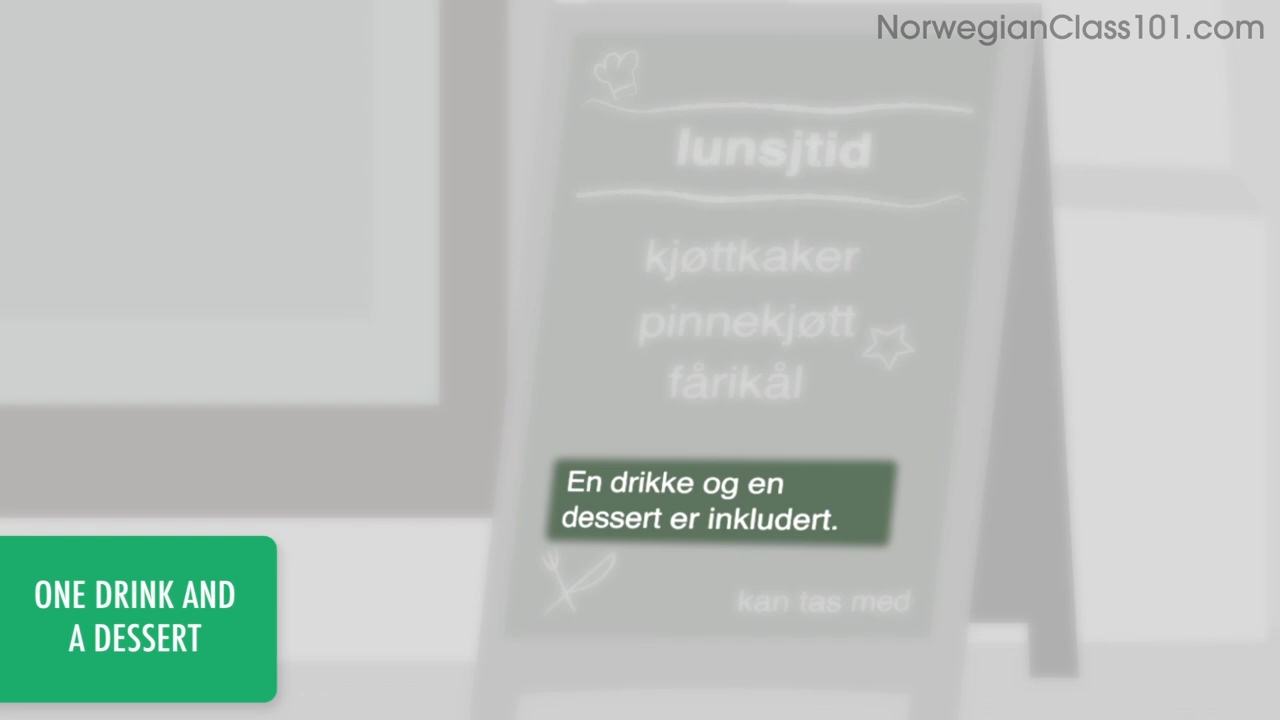 NorwegianClass101.com
lunsjtid
kjøttkaker
pinnekjøtt
fårikål
En drikke og en
dessert er inkludert.
kan tas med
ONE DRINK AND
A DESSERT